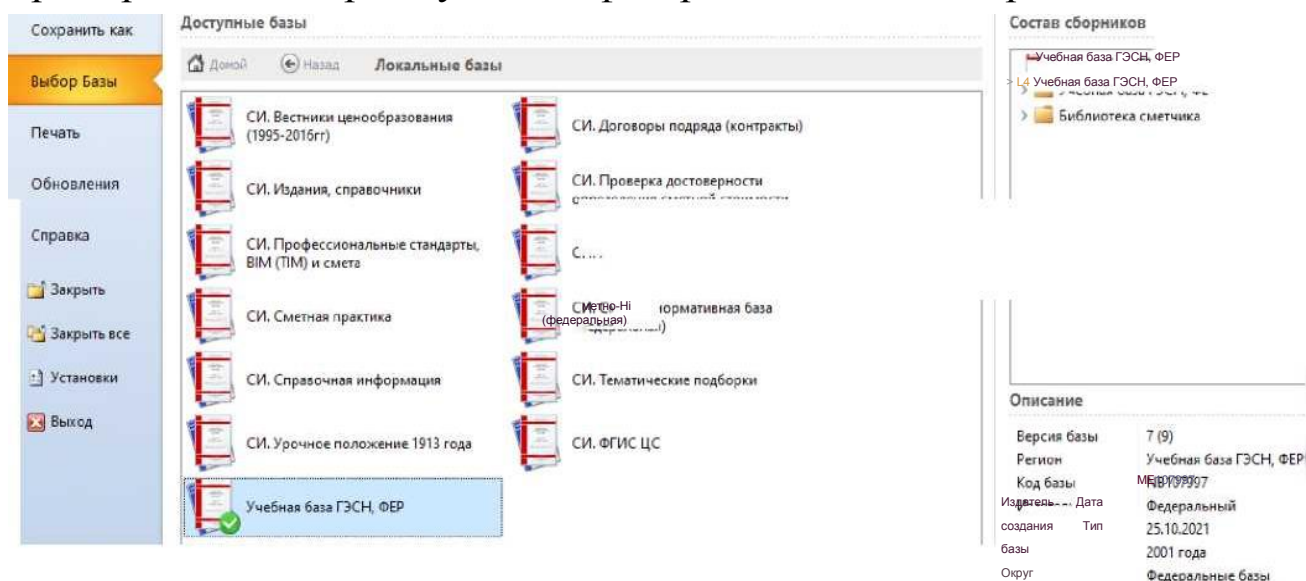 Сохранить как
Выбор Базы
Печать
Обновления
Справка
Закрыть
Закрыть все
Установки
Выход
Доступные базы
Домой Назад Локальные базы
СИ. Вестники ценообразования
(1995-2016гг)
СИ. Издания, справочники
СИ. Профессиональные стандарты,
BIM (TIM) и смета
СИ. Сметная практика
СИ. Справочная информация
СИ. Урочное положение 1913 года
Учебная база ГЭСН, ФЕР
СИ. Договоры подряда (контракты)
СИ. Проверка достоверности
ормативная база
(федеральная)
СИ. Тематические подборки
СИ. ФГИС ЦС
Состав сборников
Учебная база ГЭСН, ФЕР
Учебная база ГЭСН, ФЕР
Библиотека сметчика
Описание
Версия базы 7 (9)
Регион Учебная база ГЭСН, ФЕР
Код базы
Дата Федеральный
создания Тип 25.10.2021
базы 2001 года
Округ Федеральные базы